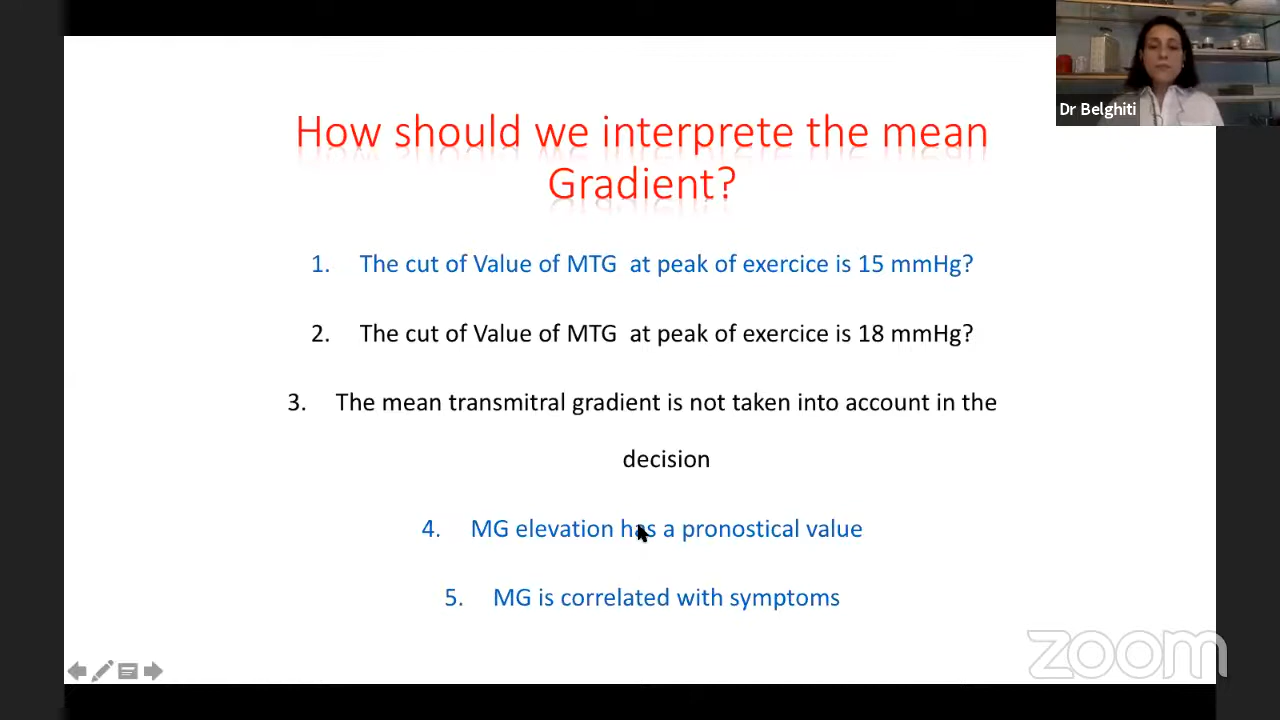 Dr Belghiti
How should we interprete the mean
Gradient?
1. The cut of Value of MTG at peak of exercice is 15 mmHg?
2. The cut of Value of MTG at peak of exercice is 18 mmHg?
3. The mean transmitral gradient is not taken into account in the
decision
4. MG elevation has a pronostical value
5. MG is correlated with symptoms
zoom